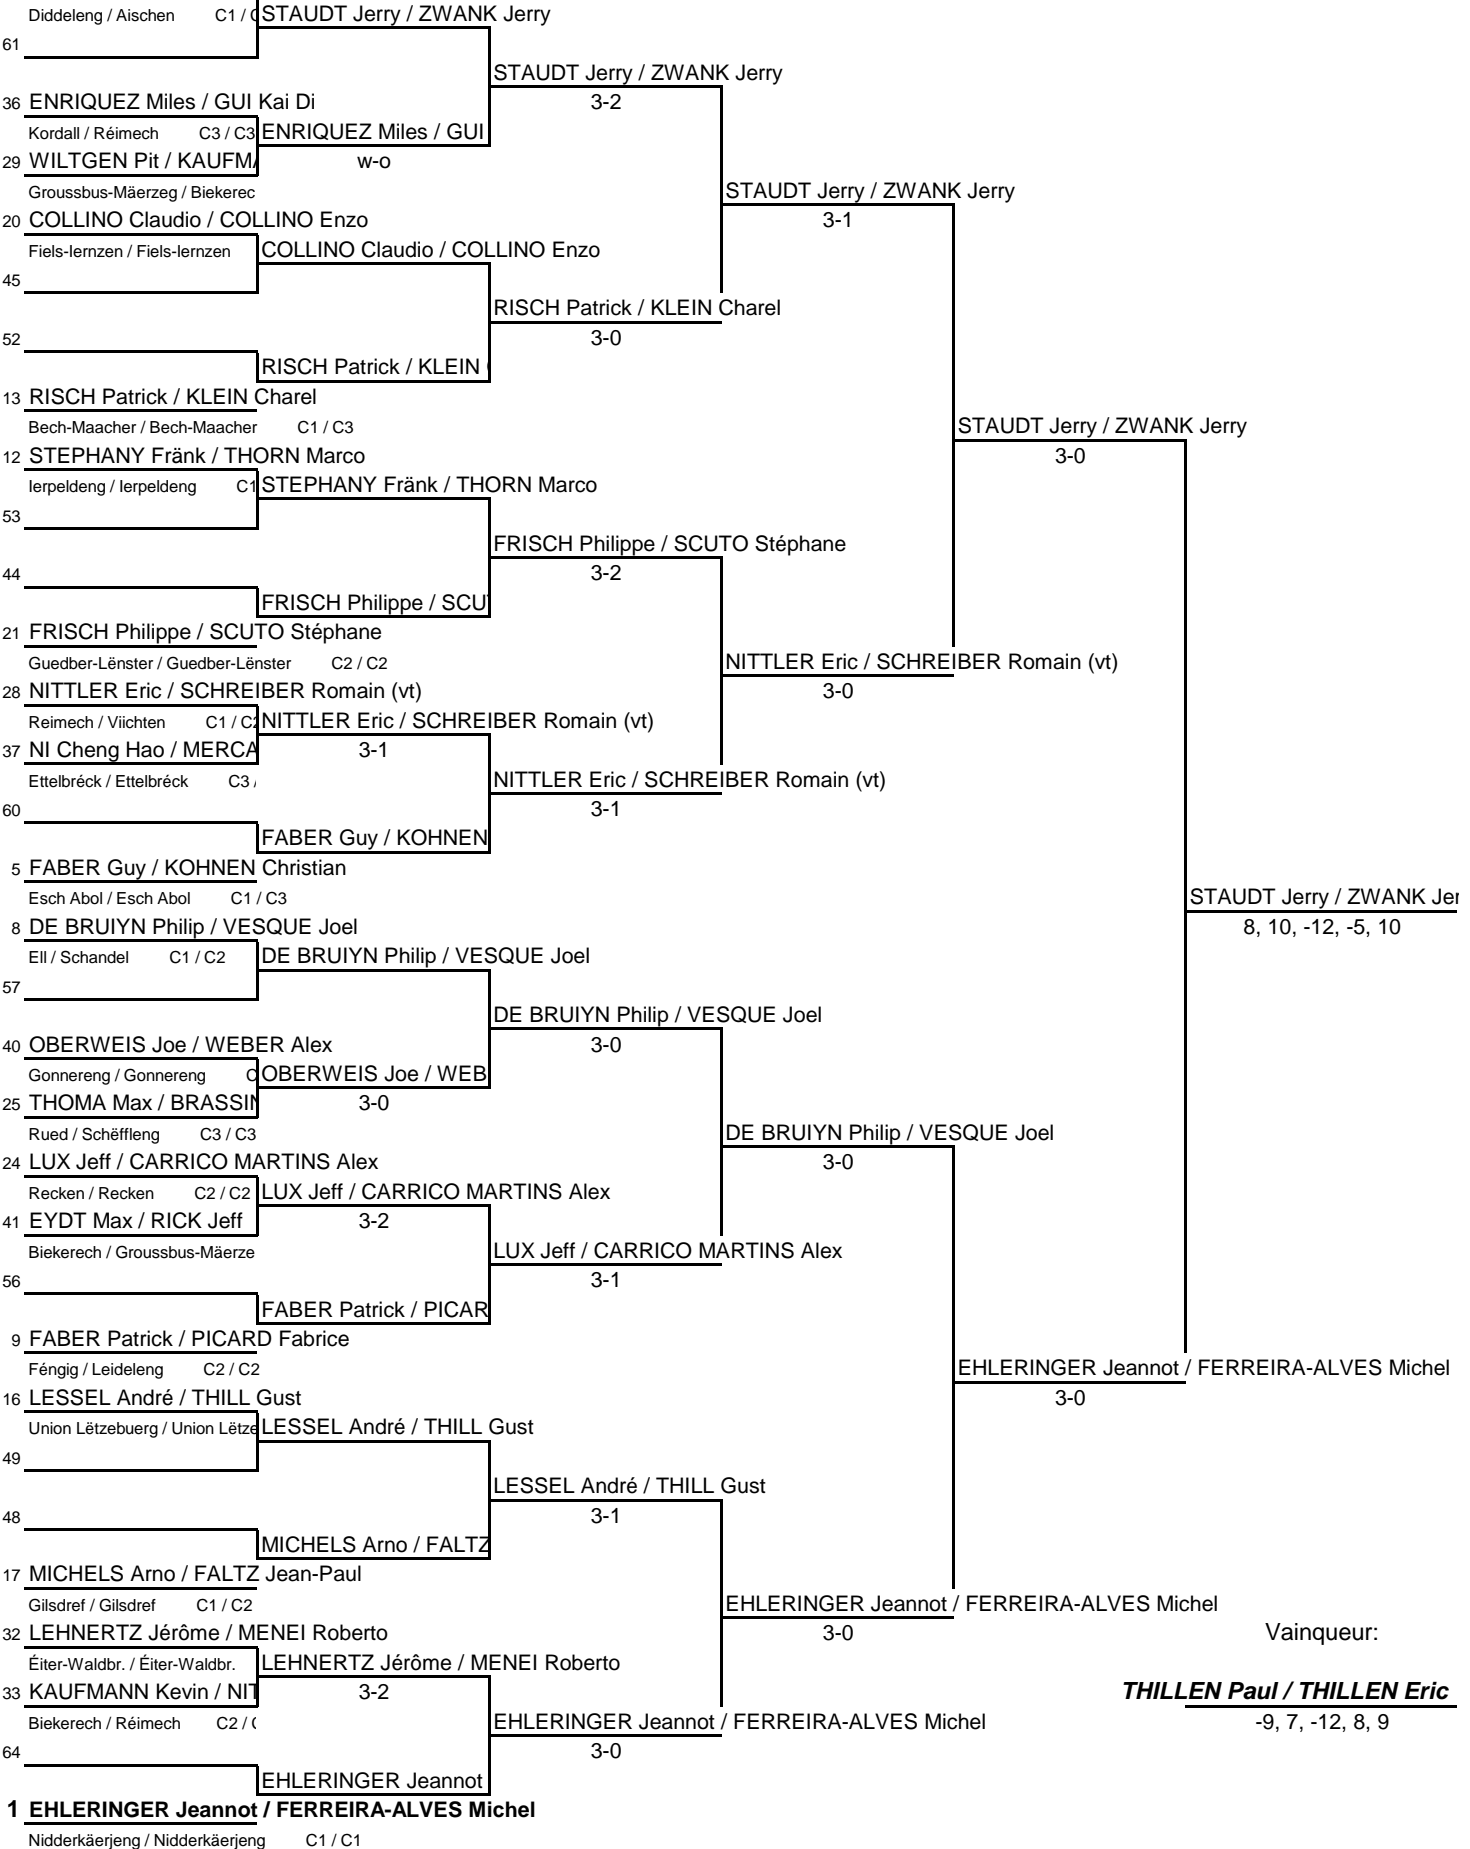 Diddeleng / Aischen C1 /
STAUDT Jerry / ZWANK Jerry
61
STAUDT Jerry / ZWANK Jerry
36 ENRIQUEZ Miles / GUI Kai Di
3-2
Kordall / Réimech C3 / C3
ENRIQUEZ Miles / GUI
29 WILTGEN Pit /
w-o
Groussbus-Mäerzeg /
STAUDT Jerry / ZWANK Jerry
20 COLLINO Claudio / COLLINO Enzo
3-1
Fiels-Iernzen / Fiels-Iernzen
COLLINO Claudio / COLLINO Enzo
45
RISCH Patrick / KLEIN Charel
52
3-0
RISCH Patrick / KLEIN
13 RISCH Patrick / KLEIN Charel
Bech-Maacher / Bech-Maacher C1 / C3
STAUDT Jerry / ZWANK Jerry
12 STEPHANY Fränk / THORN Marco
3-0
Ierpeldeng / Ierpeldeng C1
STEPHANY Fränk / THORN Marco
53
FRISCH Philippe / SCUTO Stéphane
44
3-2
FRISCH Philippe /
21 FRISCH Philippe / SCUTO Stéphane
Guedber-Lënster / Guedber-Lënster C2 / C2
NITTLER Eric / SCHREIBER Romain (vt)
28 NITTLER Eric / SCHREIBER Romain (vt)
3-0
Reimech / Viichten C1 / C2
NITTLER Eric / SCHREIBER Romain (vt)
37 NI Cheng Hao /
3-1
Ettelbréck / Ettelbréck C3 /
NITTLER Eric / SCHREIBER Romain (vt)
60
3-1
FABER Guy / KOHNEN
5 FABER Guy / KOHNEN Christian
Esch Abol / Esch Abol C1 / C3
STAUDT Jerry / ZWANK
8 DE BRUIYN Philip / VESQUE Joel
8, 10, -12, -5, 10
Ell / Schandel C1 / C2
DE BRUIYN Philip / VESQUE Joel
57
DE BRUIYN Philip / VESQUE Joel
40 OBERWEIS Joe / WEBER Alex
3-0
Gonnereng / Gonnereng
OBERWEIS Joe / WEB
25 THOMA Max /
3-0
Rued / Schëffleng C3 / C3
DE BRUIYN Philip / VESQUE Joel
24 LUX Jeff / CARRICO MARTINS Alex
3-0
Recken / Recken C2 / C2
LUX Jeff / CARRICO MARTINS Alex
41 EYDT Max / RICK Jeff
3-2
Biekerech / Groussbus-Mäerze
LUX Jeff / CARRICO MARTINS Alex
56
3-1
FABER Patrick / PICAR
9 FABER Patrick / PICARD Fabrice
Féngig / Leideleng C2 / C2
EHLERINGER Jeannot / FERREIRA-ALVES Michel
16 LESSEL André / THILL Gust
3-0
Union Lëtzebuerg / Union Lëtze
LESSEL André / THILL Gust
49
LESSEL André / THILL Gust
48
3-1
MICHELS Arno / FALTZ
17 MICHELS Arno / FALTZ Jean-Paul
Gilsdref / Gilsdref C1 / C2
EHLERINGER Jeannot / FERREIRA-ALVES Michel
32 LEHNERTZ Jérôme / MENEI Roberto
3-0
Vainqueur:
Éiter-Waldbr. / Éiter-Waldbr.
LEHNERTZ Jérôme / MENEI Roberto
33 KAUFMANN Kevin /
3-2
THILLEN Paul / THILLEN Eric
Biekerech / Réimech C2 /
EHLERINGER Jeannot / FERREIRA-ALVES Michel
-9, 7, -12, 8, 9
64
3-0
EHLERINGER Jeannot
1 EHLERINGER Jeannot / FERREIRA-ALVES Michel
Nidderkäerjeng / Nidderkäerjeng C1 / C1